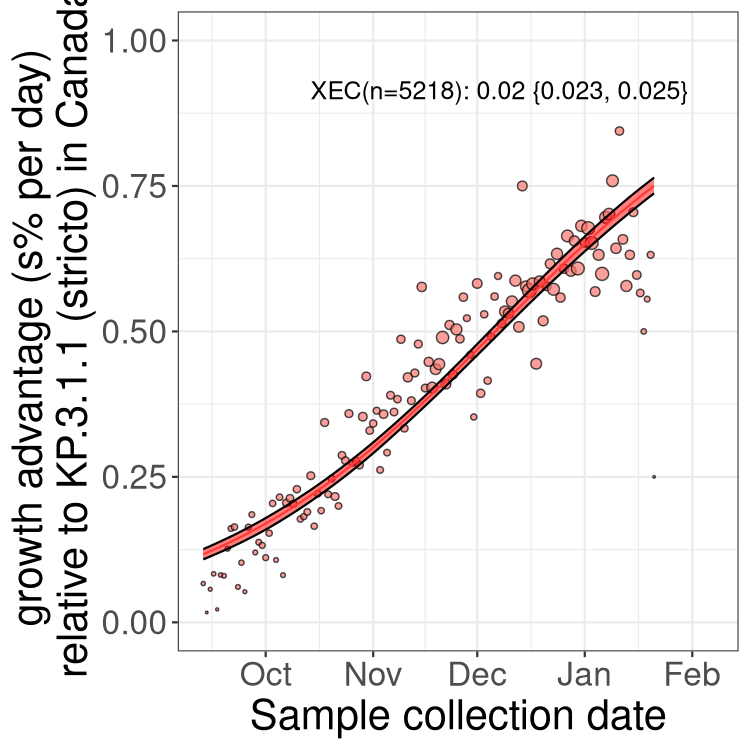 growth advantage (s% per day)
relative to KP.3.1.1 (stricto) in Canada
1.00
0.75
0.50
0.25
0.00
XEC(n=5218): 0.02 {0.023, 0.025}
Oct Nov Dec Jan Feb
Sample collection date